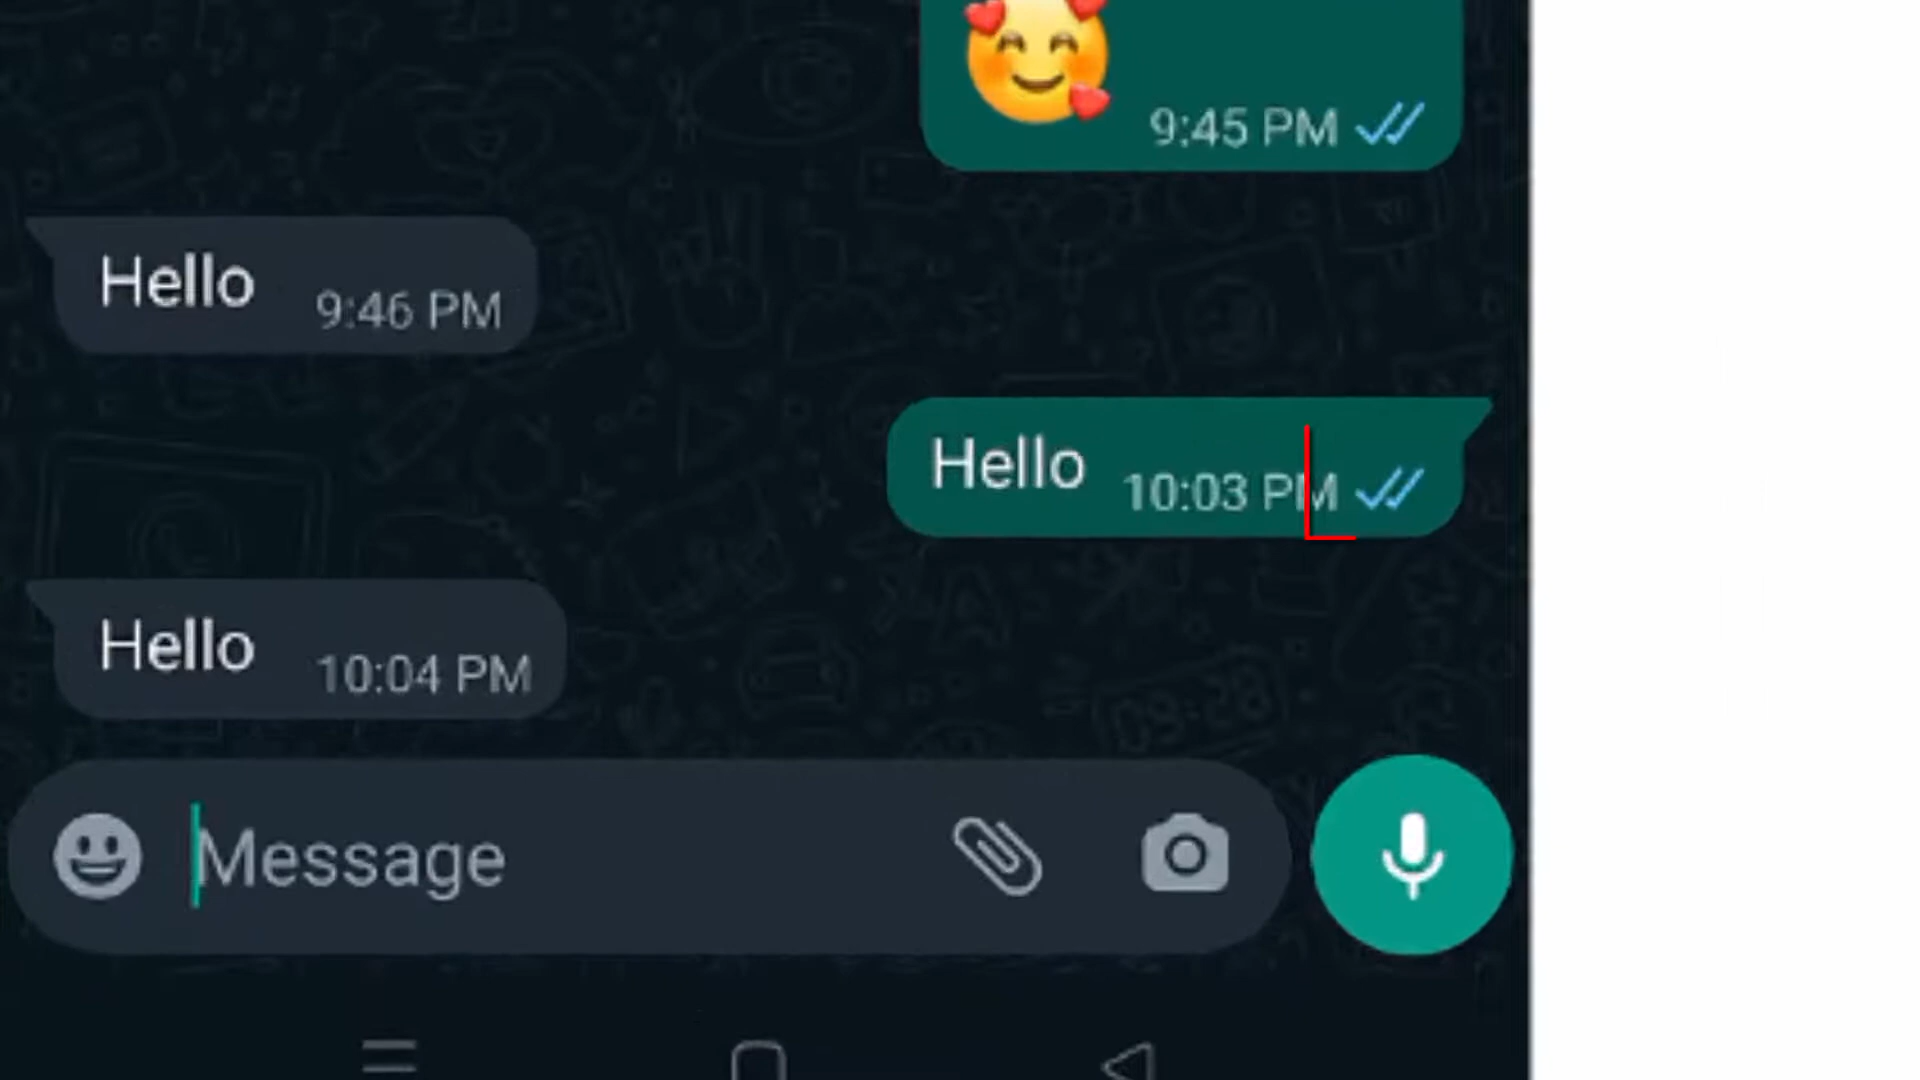 🥰
9:45 PM
Hello 9:46 PM
Hello 10:03 PM
Hello 10:04 PM
Message